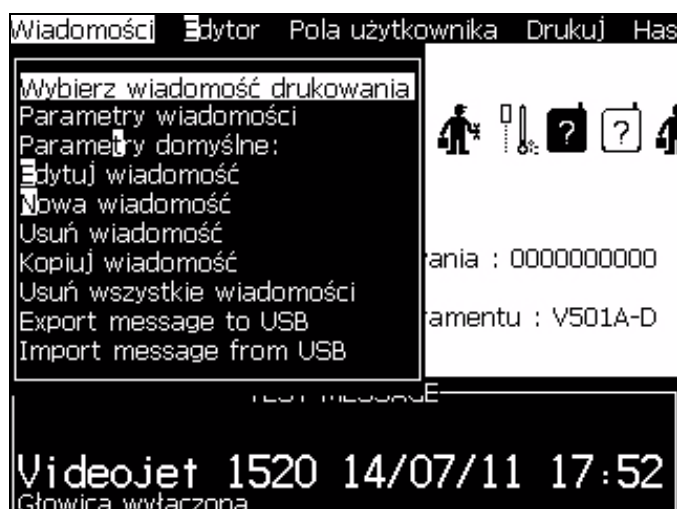 Wiadomości Edytor Pola użytkownika Drukuj Has
Wybierz wiadomość drukowania
Parametry wiadomości
Parametry domyślne:
Edytuj wiadomość
Nowa wiadomość
Usuń wiadomość
Kopiuj wiadomość
Usuń wszystkie wiadomości
Export message to USB
Import message from USB
? ?
ania : 0000000000
amentu : V501A-D
TEST MESSAGE
Videojet 1520 14/07/11 17:52
Głowica wyłączona